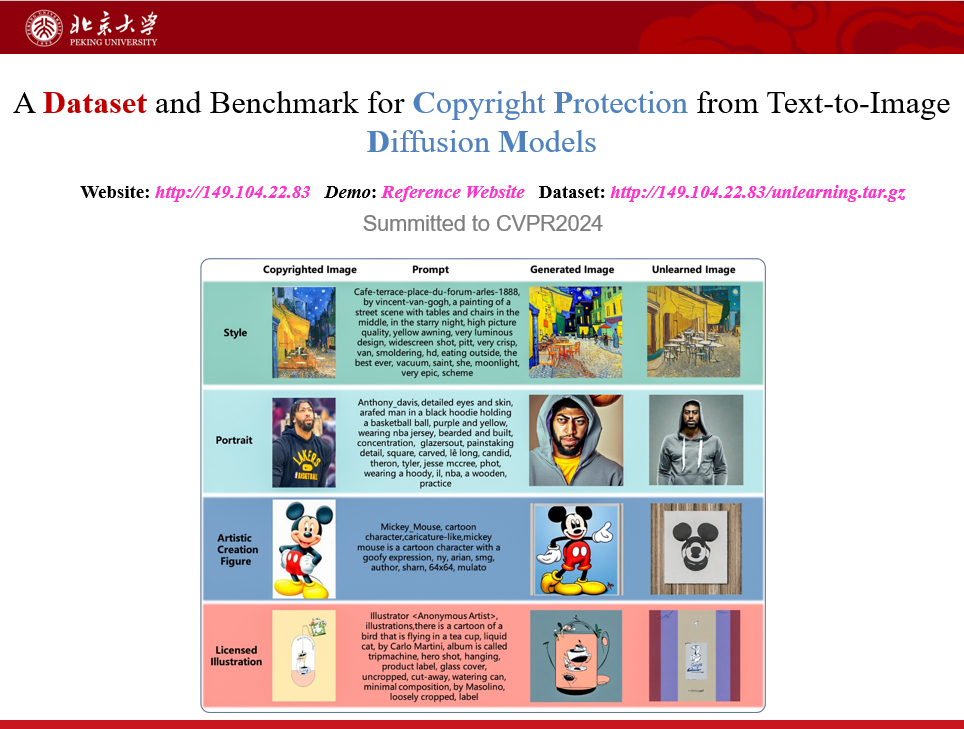 北京大学
PEKING UNIVERSITY
A Dataset and Benchmark for Copyright Protection from Text-to-Image
Diffusion Models
Website: http://149.104.22.83 Demo: Reference Website Dataset: http://149.104.22.83/unlearning.tar.gz
Summitted to CVPR2024
Copyrighted Image Prompt Generated Image Unlearned Image
Style
Cafe-terrace-place-du-forum-arles-1888,
by vincent-van-gogh, a painting of a
street scene with tables and chairs in the
middle, in the starry night, high picture
quality, yellow awning, very luminous
design, widescreen shot, pitt, very crisp,
van, smoldering, hd, eating outside, the
best ever, vacuum, saint, she, moonlight,
very epic, scheme
Portrait
LAKERS
BASKETBALL
Anthony_davis, detailed eyes and skin,
arafed man in a black hoodie holding
a basketball ball, purple and yellow,
wearing nba jersey, bearded and built,
concentration, glazersout, painstaking
detail, square, carved, lê long, candid,
theron, tyler, jesse mccree, phot,
wearing a hoody, il, nba, a wooden,
practice
Artistic
Creation
Figure
Mickey_Mouse, cartoon
character,caricature-like,mickey
mouse is a cartoon character with a
goofy expression, ny, arian, smg,
author, sharn, 64x64, mulato
Licensed
Illustration
Illustrator <Anonymous Artist>,
illustrations,there is a cartoon of a
bird that is flying in a tea cup, liquid
cat, by Carlo Martini, album is called
tripmachine, hero shot, hanging,
product label, glass cover,
uncropped, cut-away, watering can,
minimal composition, by Masolino,
loosely cropped, label